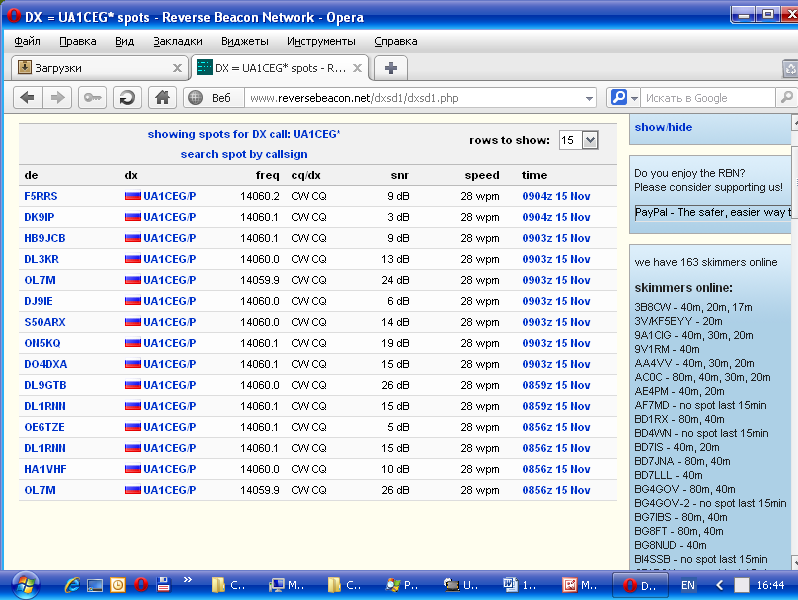 DX = UA1CEG* spots - Reverse Beacon Network - Opera
Файл Правка Вид Закладки Виджеты Инструменты Справка
Загрузки DX = UA1CEG* spots - R...
Веб www.reversebeacon.net/dxsd1/dxsd1.php Искать в Google
showing spots for DX call: UA1CEG*
search spot by callsign
rows to show: 15
de dx freq cq/dx snr speed time
F5RRS UA1CEG/P 14060.2 CW CQ 9 dB 28 wpm 0904z 15 Nov
DK9IP UA1CEG/P 14060.1 CW CQ 3 dB 28 wpm 0904z 15 Nov
HB9JCB UA1CEG/P 14060.1 CW CQ 9 dB 28 wpm 0903z 15 Nov
DL3KR UA1CEG/P 14060.0 CW CQ 13 dB 28 wpm 0903z 15 Nov
OL7M UA1CEG/P 14059.9 CW CQ 24 dB 28 wpm 0903z 15 Nov
DJ9IE UA1CEG/P 14060.0 CW CQ 6 dB 28 wpm 0903z 15 Nov
S50ARX UA1CEG/P 14060.0 CW CQ 14 dB 28 wpm 0903z 15 Nov
ON5KQ UA1CEG/P 14060.1 CW CQ 19 dB 28 wpm 0903z 15 Nov
DO4DXA UA1CEG/P 14060.1 CW CQ 15 dB 28 wpm 0903z 15 Nov
DL9GTB UA1CEG/P 14060.0 CW CQ 26 dB 28 wpm 0859z 15 Nov
DL1RNN UA1CEG/P 14060.1 CW CQ 15 dB 28 wpm 0859z 15 Nov
OE6TZE UA1CEG/P 14060.1 CW CQ 5 dB 28 wpm 0856z 15 Nov
DL1RNN UA1CEG/P 14060.1 CW CQ 15 dB 28 wpm 0856z 15 Nov
HA1VHF UA1CEG/P 14060.0 CW CQ 10 dB 28 wpm 0856z 15 Nov
OL7M UA1CEG/P 14059.9 CW CQ 26 dB 28 wpm 0856z 15 Nov
show/hide
Do you enjoy the RBN?
Please consider supporting us!
PayPal - The safer, easier way t
we have 163 skimmers online
skimmers online:
3B8CW - 40m, 20m, 17m
3V/KF5EYY - 20m
9A1CIG - 40m, 30m, 20m
9V1RM - 40m
AA4VV - 40m, 30m, 20m
AC0C - 80m, 40m, 30m, 20m
AE4PM - 40m, 20m
AF7MD - no spot last 15min
BD1RX - 80m, 40m
BD4WN - no spot last 15min
BD7IS - 40m, 20m
BD7JNA - 80m, 40m
BD7LLL - 40m
BG4GOV - 80m, 40m
BG4GOV-2 - no spot last 15min
BG7IBS - 80m, 40m
BG8FT - 80m, 40m
BG8NUD - 40m
BI4SSB - no spot last 15min
» C.. M.. C.. P.. U.. 1.. M.. D.. EN 16:44